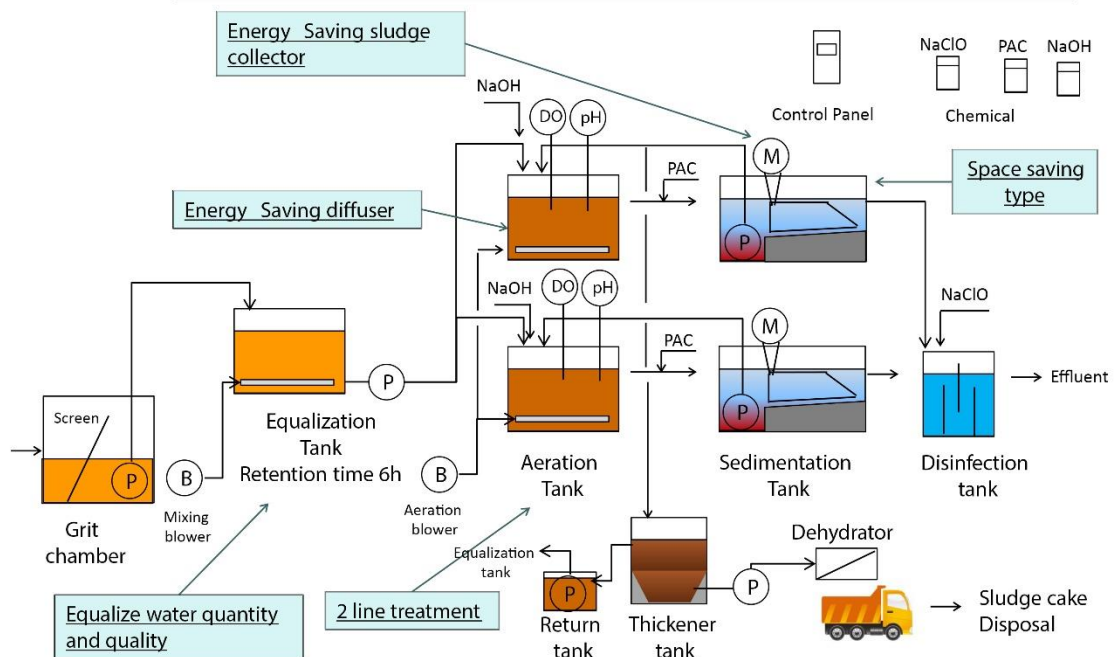 Energy Saving sludge
collector
NaClO
PAC
NaOH
Control Panel
Chemical
NaOH
DO
pH
M
PAC
Space saving
type
Energy Saving diffuser
P
NaOH
DO
pH
M
NaClO
PAC
P
P
Effluent
Screen
P
B
Equalization
Tank
Retention time 6h
B
Aeration
Tank
Sedimentation
Tank
Disinfection
tank
Grit
chamber
Mixing
blower
Aeration
blower
Equalization
tank
Dehydrator
P
P
Equalize water quantity
and quality
2 line treatment
Return
tank
Thickener
tank
Sludge cake
Disposal